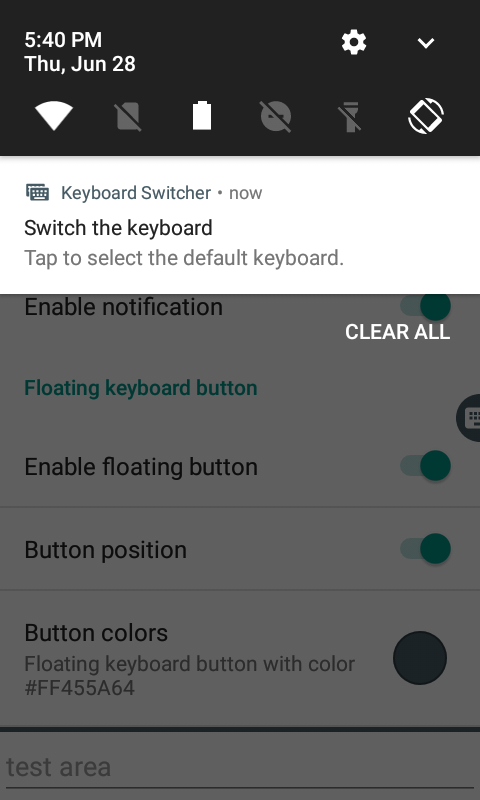 5:40 PM
Thu, Jun 28
Keyboard Switcher • now
Switch the keyboard
Tap to select the default keyboard.
Enable notification
CLEAR ALL
Floating keyboard button
Enable floating button
Button position
Button colors
Floating keyboard button with color
#FF455A64
test area